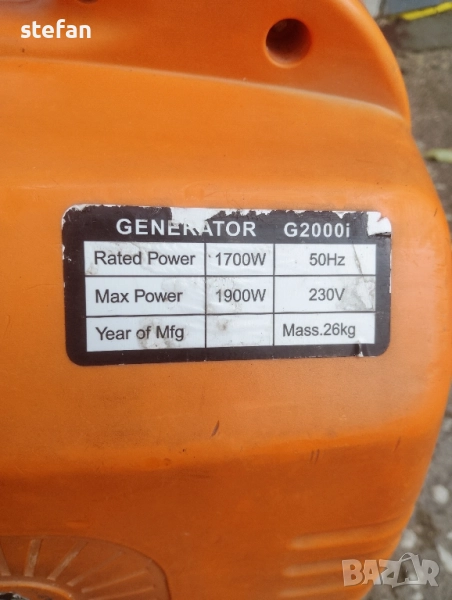 stefan
GENERATOR G2000i
Rated Power 1700W 50Hz
Max Power 1900W 230V
Year of Mfg Mass.26kg
BAZAR